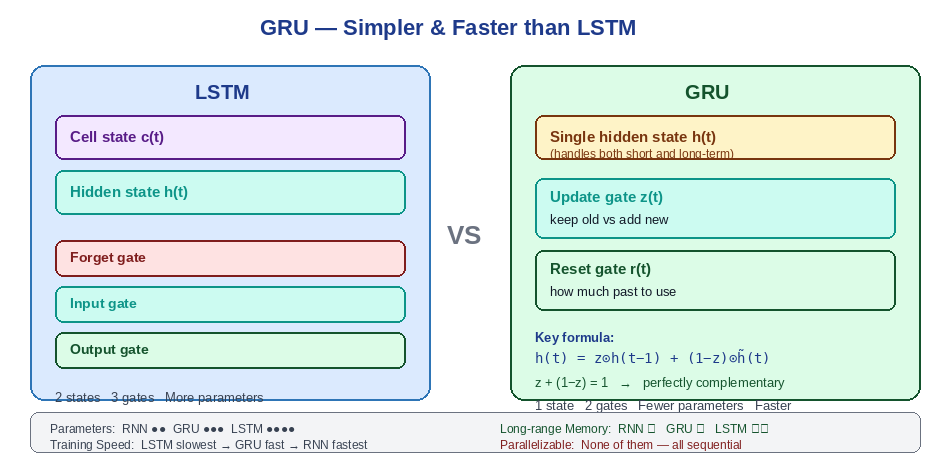 GRU — Simpler & Faster than LSTM
LSTM
Cell state c(t)
Hidden state h(t)
Forget gate
Input gate
Output gate
2 states   3 gates   More parameters
VS
GRU
Single hidden state h(t)
(handles both short and long-term)
Update gate z(t)
keep old vs add new
Reset gate r(t)
how much past to use
Key formula:
h(t) = z⊙h(t−1) + (1−z)⊙h̃(t)
z + (1−z) = 1   →   perfectly complementary
1 state   2 gates   Fewer parameters   Faster
Parameters:  RNN ●●  GRU ●●●  LSTM ●●●●
Training Speed:  LSTM slowest → GRU fast → RNN fastest
Long-range Memory:  RNN □   GRU □   LSTM □□
Parallelizable:  None of them — all sequential